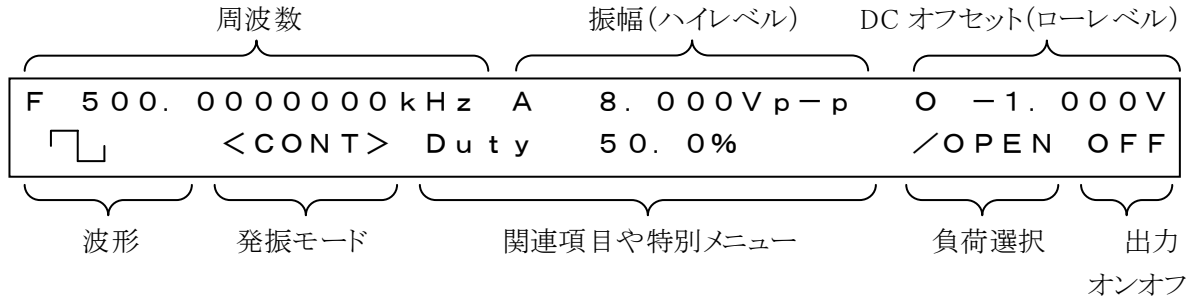 周波数 振幅(ハイレベル) DC オフセット(ローレベル)
F 500.0000000kHz A 8.000Vp-p O -1.000V
<CONT> Duty 50.0% /OPEN OFF
波形 発振モード 関連項目や特別メニュー 負荷選択 出力
オンオフ